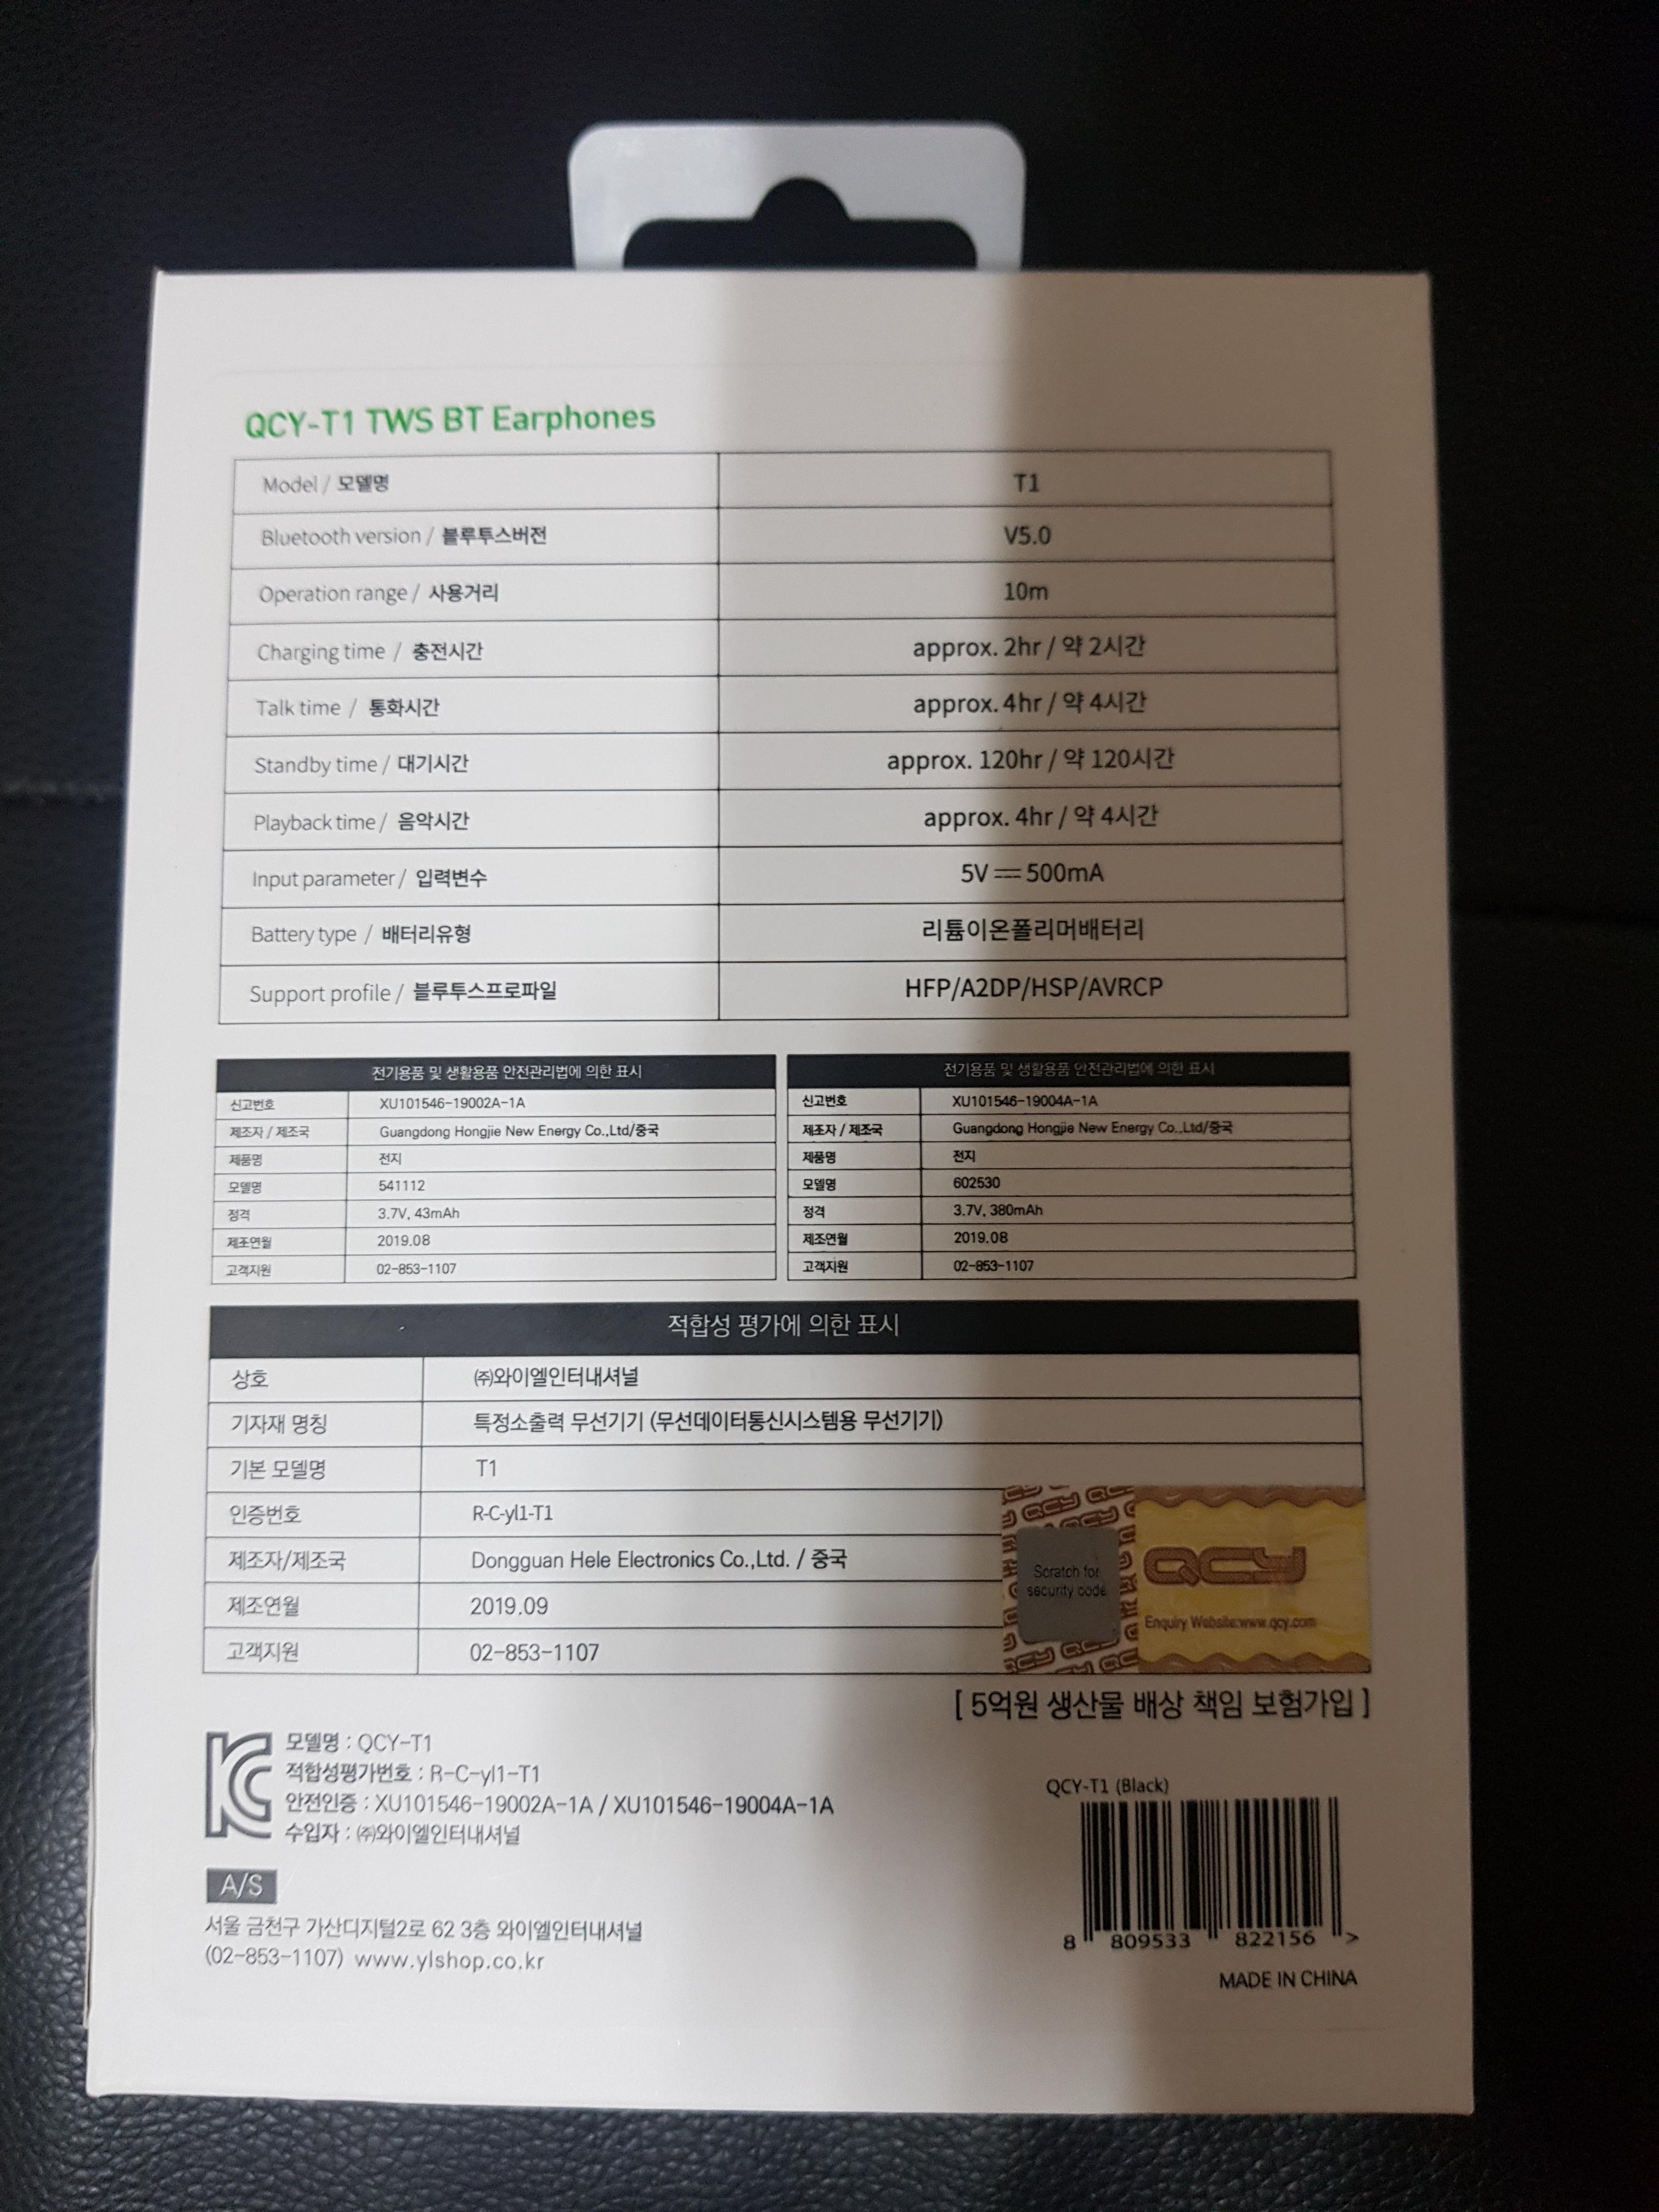 QCY-T1 TWS BT Earphones
Model / 모델명 T1
Bluetooth version / 블루투스버전 V5.0
Operation range / 사용거리 10m
Charging time / 충전시간 approx. 2hr / 약 2시간
Talk time / 통화시간 approx. 4hr / 약 4시간
Standby time / 대기시간 approx. 120hr / 약 120시간
Playback time / 음악시간 approx. 4hr / 약 4시간
Input parameter / 입력변수 5V ⎓ 500mA
Battery type / 배터리유형 리튬이온폴리머배터리
Support profile / 블루투스프로파일 HFP/A2DP/HSP/AVRCP
전기용품 및 생활용품 안전관리법에 의한 표시
신고번호 XU101546-19002A-1A
제조자 / 제조국 Guangdong Hongjie New Energy Co.,Ltd/중국
제품명 전지
모델명 541112
정격 3.7V, 43mAh
제조연월 2019.08
고객지원 02-853-1107
전기용품 및 생활용품 안전관리법에 의한 표시
신고번호 XU101546-19004A-1A
제조자 / 제조국 Guangdong Hongjie New Energy Co.,Ltd/중국
제품명 전지
모델명 602530
정격 3.7V, 380mAh
제조연월 2019.08
고객지원 02-853-1107
적합성 평가에 의한 표시
상호 ㈜와이엘인터내셔널
기자재 명칭 특정소출력 무선기기 (무선데이터통신시스템용 무선기기)
기본 모델명 T1
인증번호 R-C-yl1-T1
제조자/제조국 Dongguan Hele Electronics Co.,Ltd. / 중국
제조연월 2019.09
고객지원 02-853-1107
Scratch for
security code
QCY
Enquiry Website:www.qcy.com
[ 5억원 생산물 배상 책임 보험가입 ]
모델명 : QCY-T1
적합성평가번호 : R-C-yl1-T1
안전인증 : XU101546-19002A-1A / XU101546-19004A-1A
수입자 : ㈜와이엘인터내셔널
A/S
서울 금천구 가산디지털2로 62 3층 와이엘인터내셔널
(02-853-1107) www.ylshop.co.kr
QCY-T1 (Black)
8 809533 822156 >
MADE IN CHINA